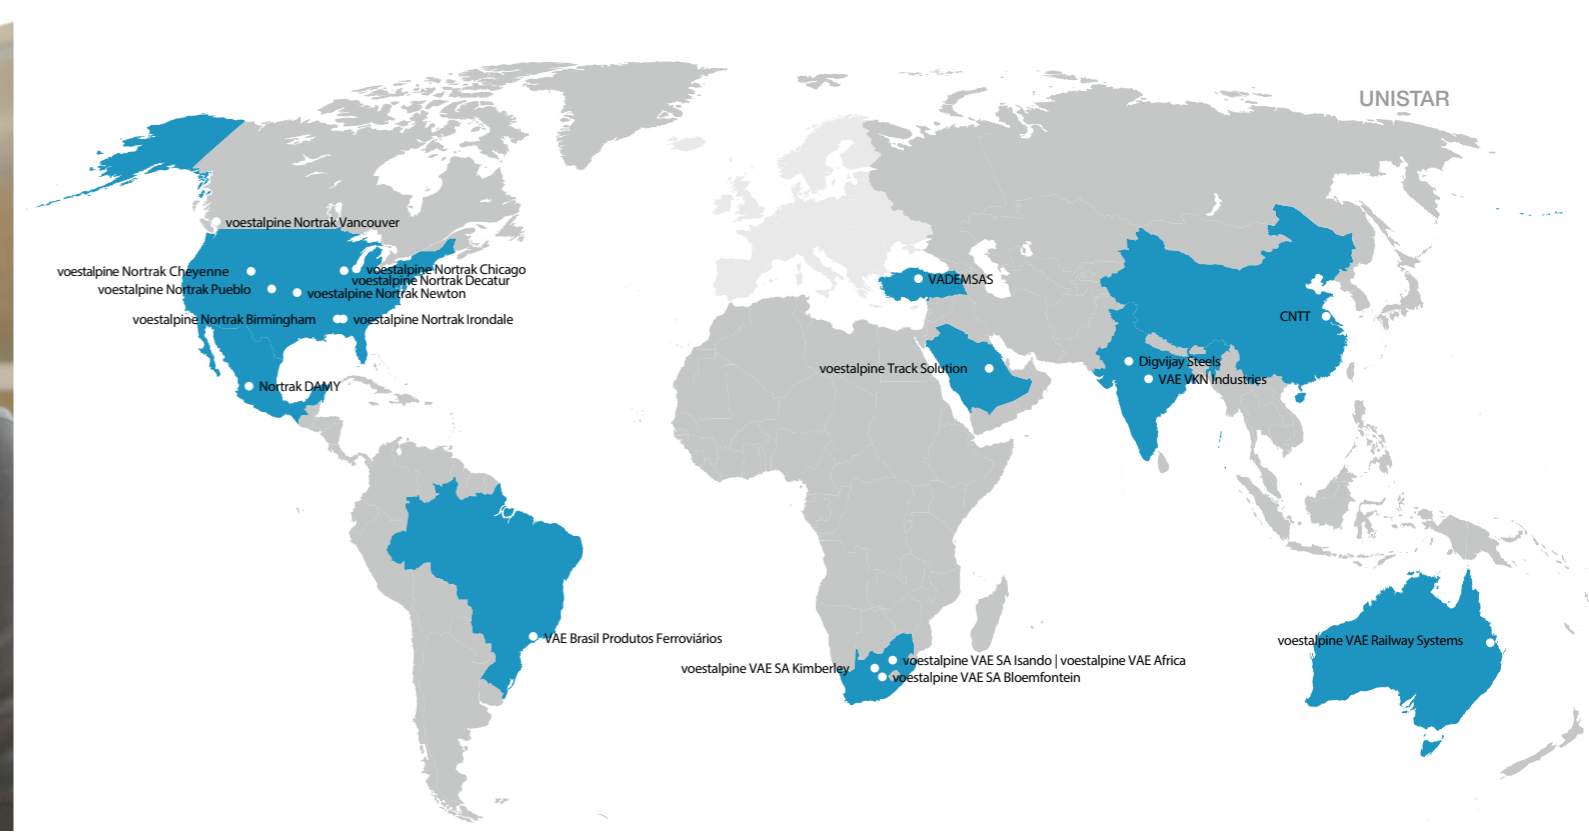 UNISTAR
voestalpine Nortrak Vancouver
voestalpine Nortrak Cheyenne
voestalpine Nortrak Chicago
voestalpine Nortrak Decatur
voestalpine Nortrak Pueblo
voestalpine Nortrak Newton
voestalpine Nortrak Birmingham
voestalpine Nortrak Irondale
Nortrak DAMY
VADEMSAS
CNTT
voestalpine Track Solution
Digvijay Steels
VAE VKN Industries
VAE Brasil Produtos Ferroviários
voestalpine VAE SA Kimberley
voestalpine VAE SA Isando | voestalpine VAE Africa
voestalpine VAE SA Bloemfontein
voestalpine VAE Railway Systems